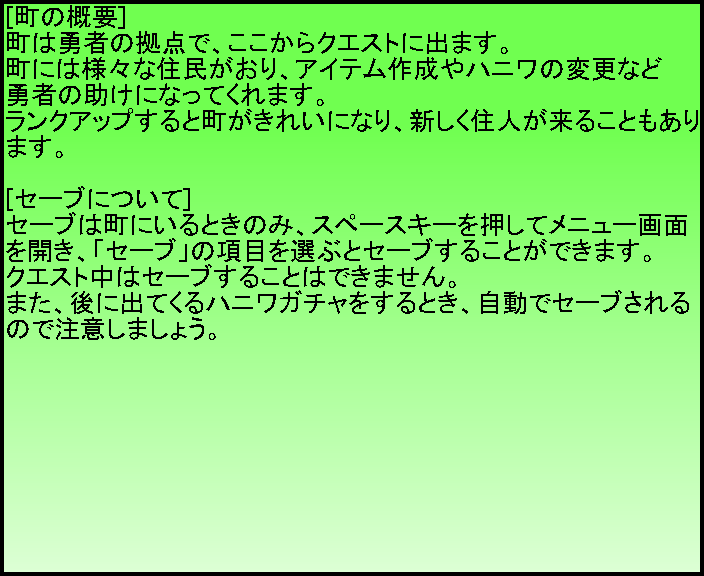 [町の概要]
町は勇者の拠点で、ここからクエストに出ます。
町には様々な住民がおり、アイテム作成やハニワの変更など
勇者の助けになってくれます。
ランクアップすると町がきれいになり、新しく住人が来ることもあり
ます。
[セーブについて]
セーブは町にいるときのみ、スペースキーを押してメニュー画面
を開き、「セーブ」の項目を選ぶとセーブすることができます。
クエスト中はセーブすることはできません。
また、後に出てくるハニワガチャをするとき、自動でセーブされる
ので注意しましょう。